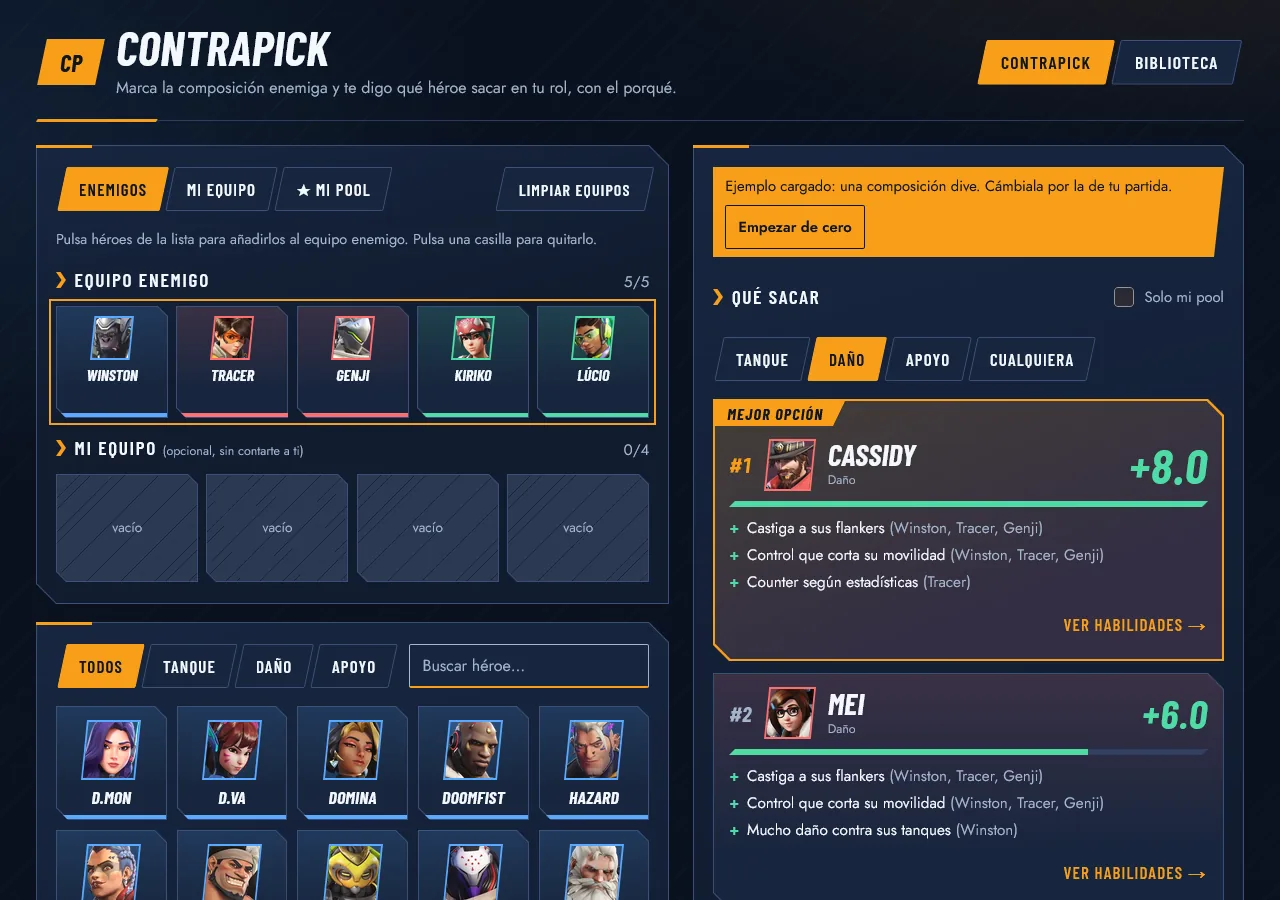 CP
CONTRAPICK
Marca la composición enemiga y te digo qué héroe sacar en tu rol, con el porqué.
CONTRAPICK
BIBLIOTECA
ENEMIGOS
MI EQUIPO
★ MI POOL
LIMPIAR EQUIPOS
Pulsa héroes de la lista para añadirlos al equipo enemigo. Pulsa una casilla para quitarlo.
❯ EQUIPO ENEMIGO
5/5
WINSTON
TRACER
GENJI
KIRIKO
LÚCIO
❯ MI EQUIPO (opcional, sin contarte a ti)
0/4
vacío
vacío
vacío
vacío
TODOS
TANQUE
DAÑO
APOYO
Buscar héroe…
D.MON
D.VA
DOMINA
DOOMFIST
HAZARD
Ejemplo cargado: una composición dive. Cámbiala por la de tu partida.
Empezar de cero
❯ QUÉ SACAR
Solo mi pool
TANQUE
DAÑO
APOYO
CUALQUIERA
MEJOR OPCIÓN
#1
CASSIDY
Daño
+8.0
+ Castiga a sus flankers (Winston, Tracer, Genji)
+ Control que corta su movilidad (Winston, Tracer, Genji)
+ Counter según estadísticas (Tracer)
VER HABILIDADES →
#2
MEI
Daño
+6.0
+ Castiga a sus flankers (Winston, Tracer, Genji)
+ Control que corta su movilidad (Winston, Tracer, Genji)
+ Mucho daño contra sus tanques (Winston)
VER HABILIDADES →